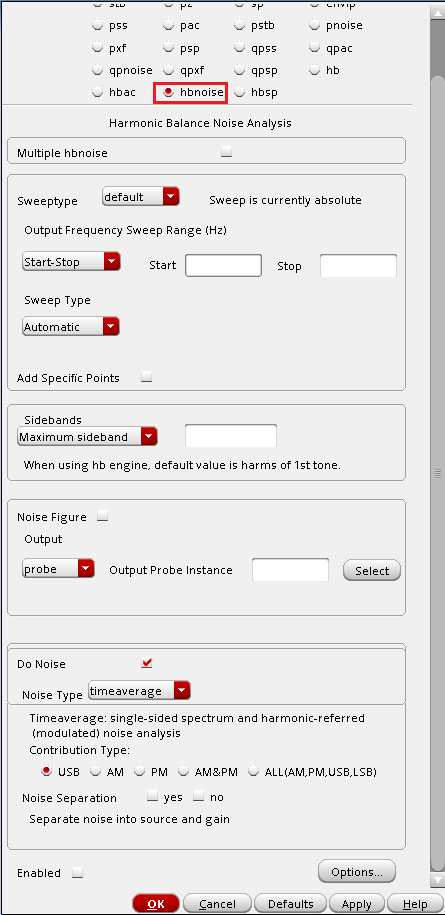 stb pz sp envlp
pss pac pstb pnoise
pxf psp qpss qpac
qpnoise qpxf qpsp hb
hbac hbnoise hbsp
Harmonic Balance Noise Analysis
Multiple hbnoise
Sweeptype default Sweep is currently absolute
Output Frequency Sweep Range (Hz)
Start-Stop Start Stop
Sweep Type
Automatic
Add Specific Points
Sidebands
Maximum sideband
When using hb engine, default value is harms of 1st tone.
Noise Figure
Output
probe Output Probe Instance Select
Do Noise
Noise Type timeaverage
Timeaverage: single-sided spectrum and harmonic-referred
(modulated) noise analysis
Contribution Type:
USB AM PM AM&PM ALL(AM,PM,USB,LSB)
Noise Separation yes no
Separate noise into source and gain
Enabled Options...
OK Cancel Defaults Apply Help